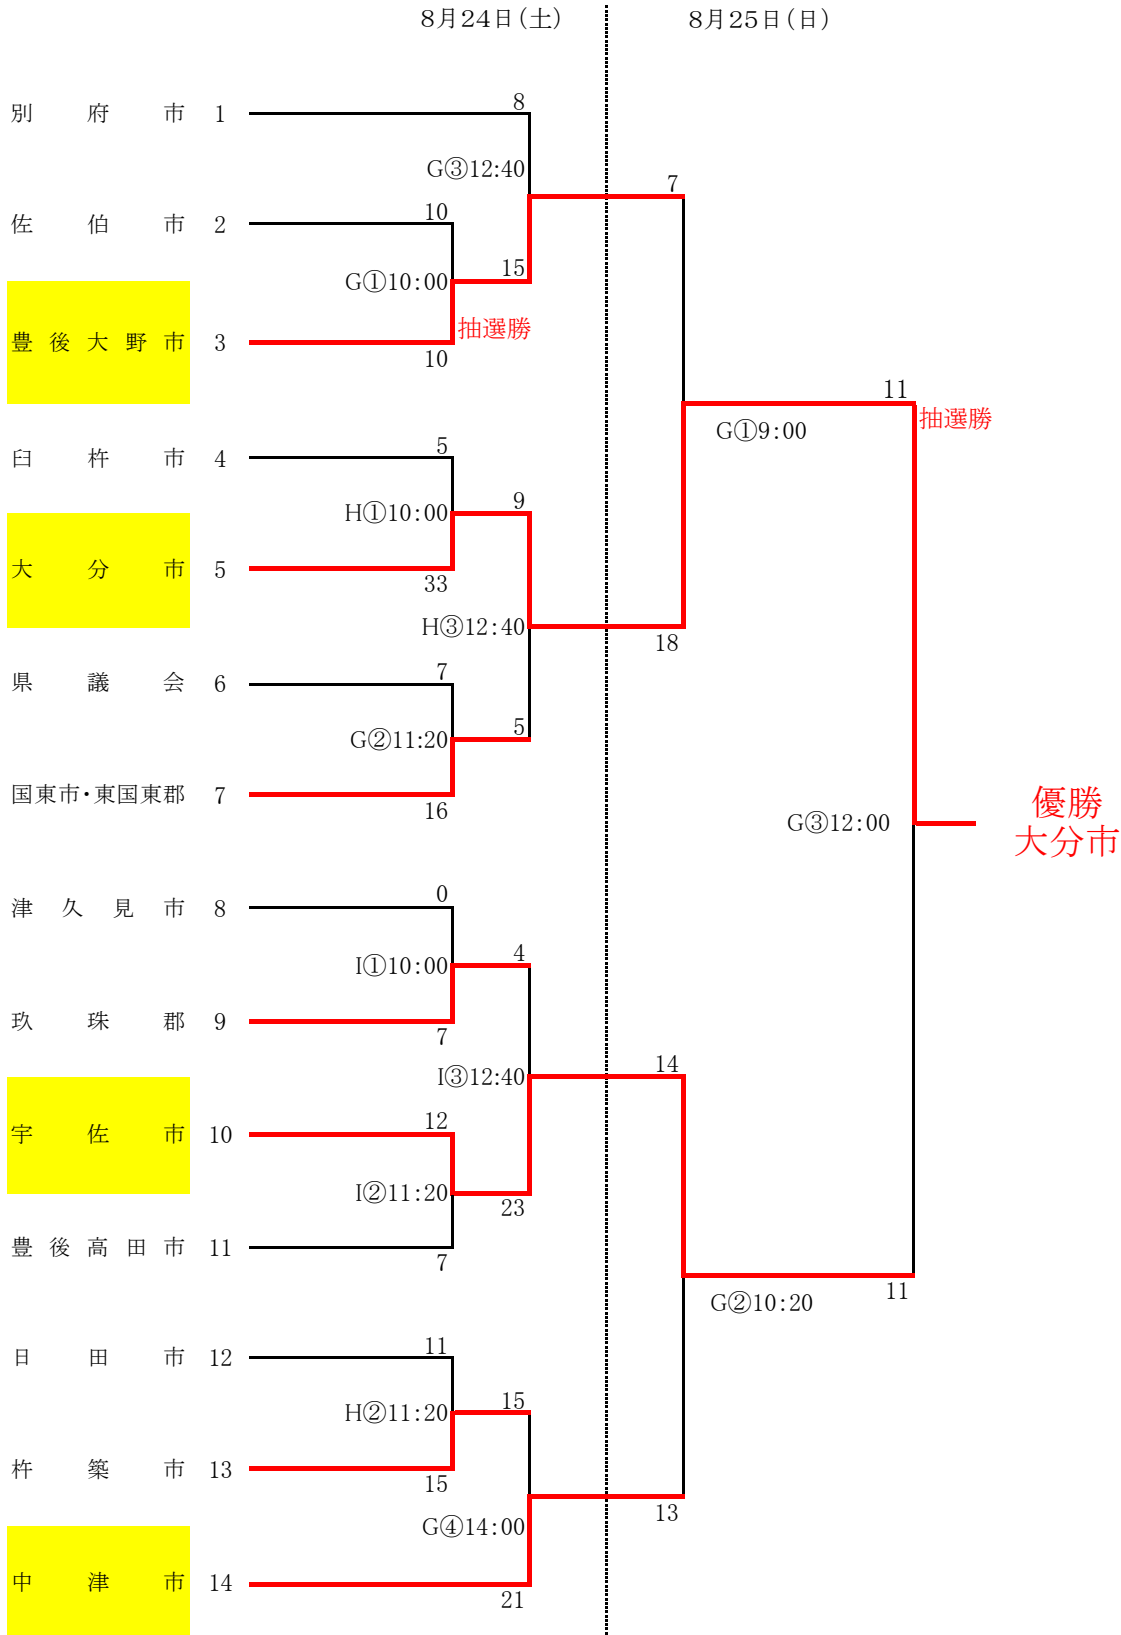 8月24日(土)
8月25日(日)
別府市 1
8
G③12:40
7
佐伯市 2
10
G①10:00
15
豊後大野市 3
抽選勝
10
11
抽選勝
G①9:00
臼杵市 4
5
H①10:00
9
大分市 5
33
H③12:40
18
県議会 6
7
G②11:20
5
国東市・東国東郡 7
16
優勝
大分市
G③12:00
津久見市 8
0
I①10:00
4
玖珠郡 9
7
I③12:40
14
宇佐市 10
12
I②11:20
23
豊後高田市 11
7
11
G②10:20
日田市 12
11
H②11:20
15
杵築市 13
15
13
G④14:00
中津市 14
21